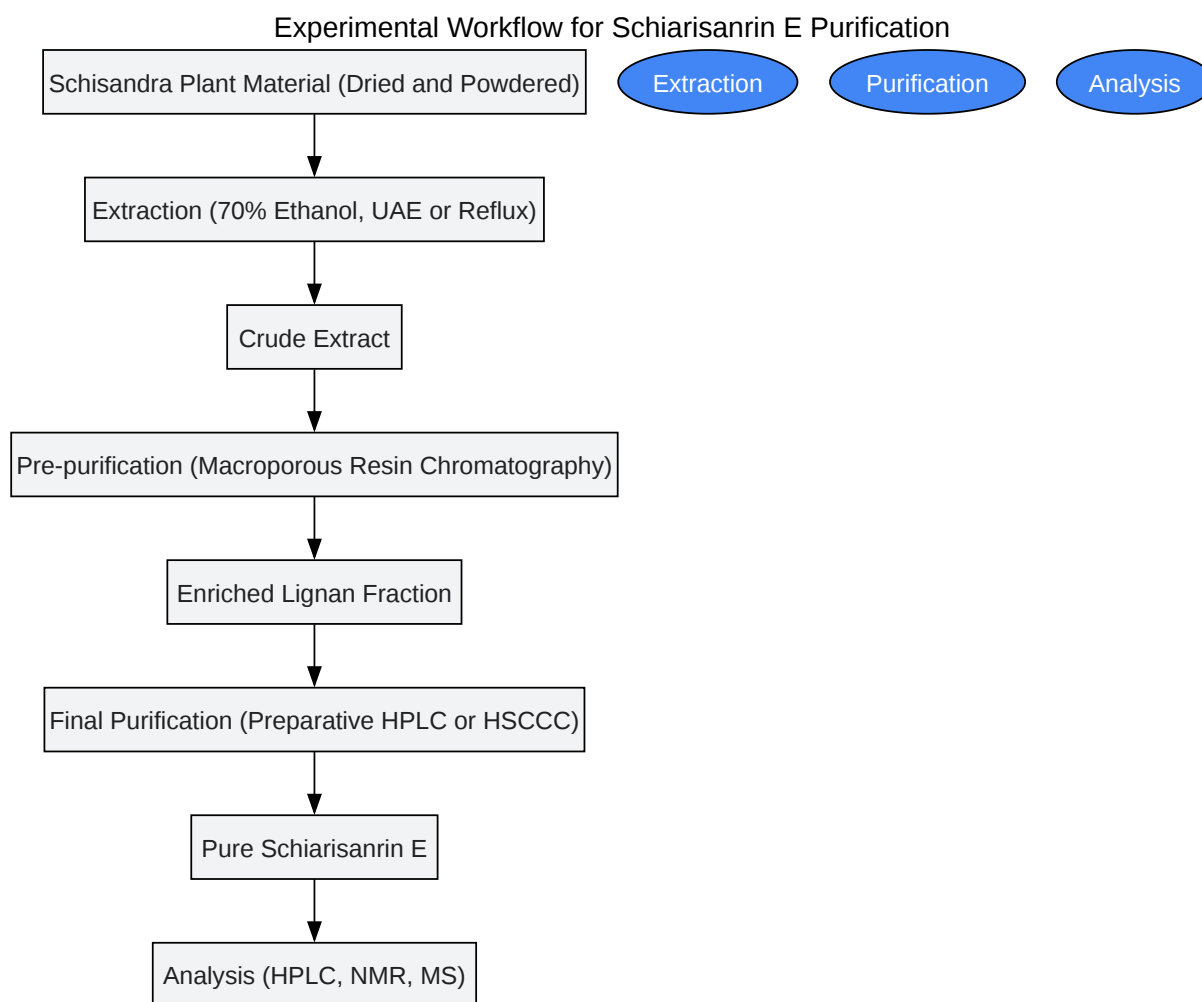 Experimental Workflow for Schiarisanrin E Purification
Schisandra Plant Material (Dried and Powdered)
Extraction
Purification
Analysis
Extraction (70% Ethanol, UAE or Reflux)
Crude Extract
Pre-purification (Macroporous Resin Chromatography)
Enriched Lignan Fraction
Final Purification (Preparative HPLC or HSCCC)
Pure Schiarisanrin E
Analysis (HPLC, NMR, MS)